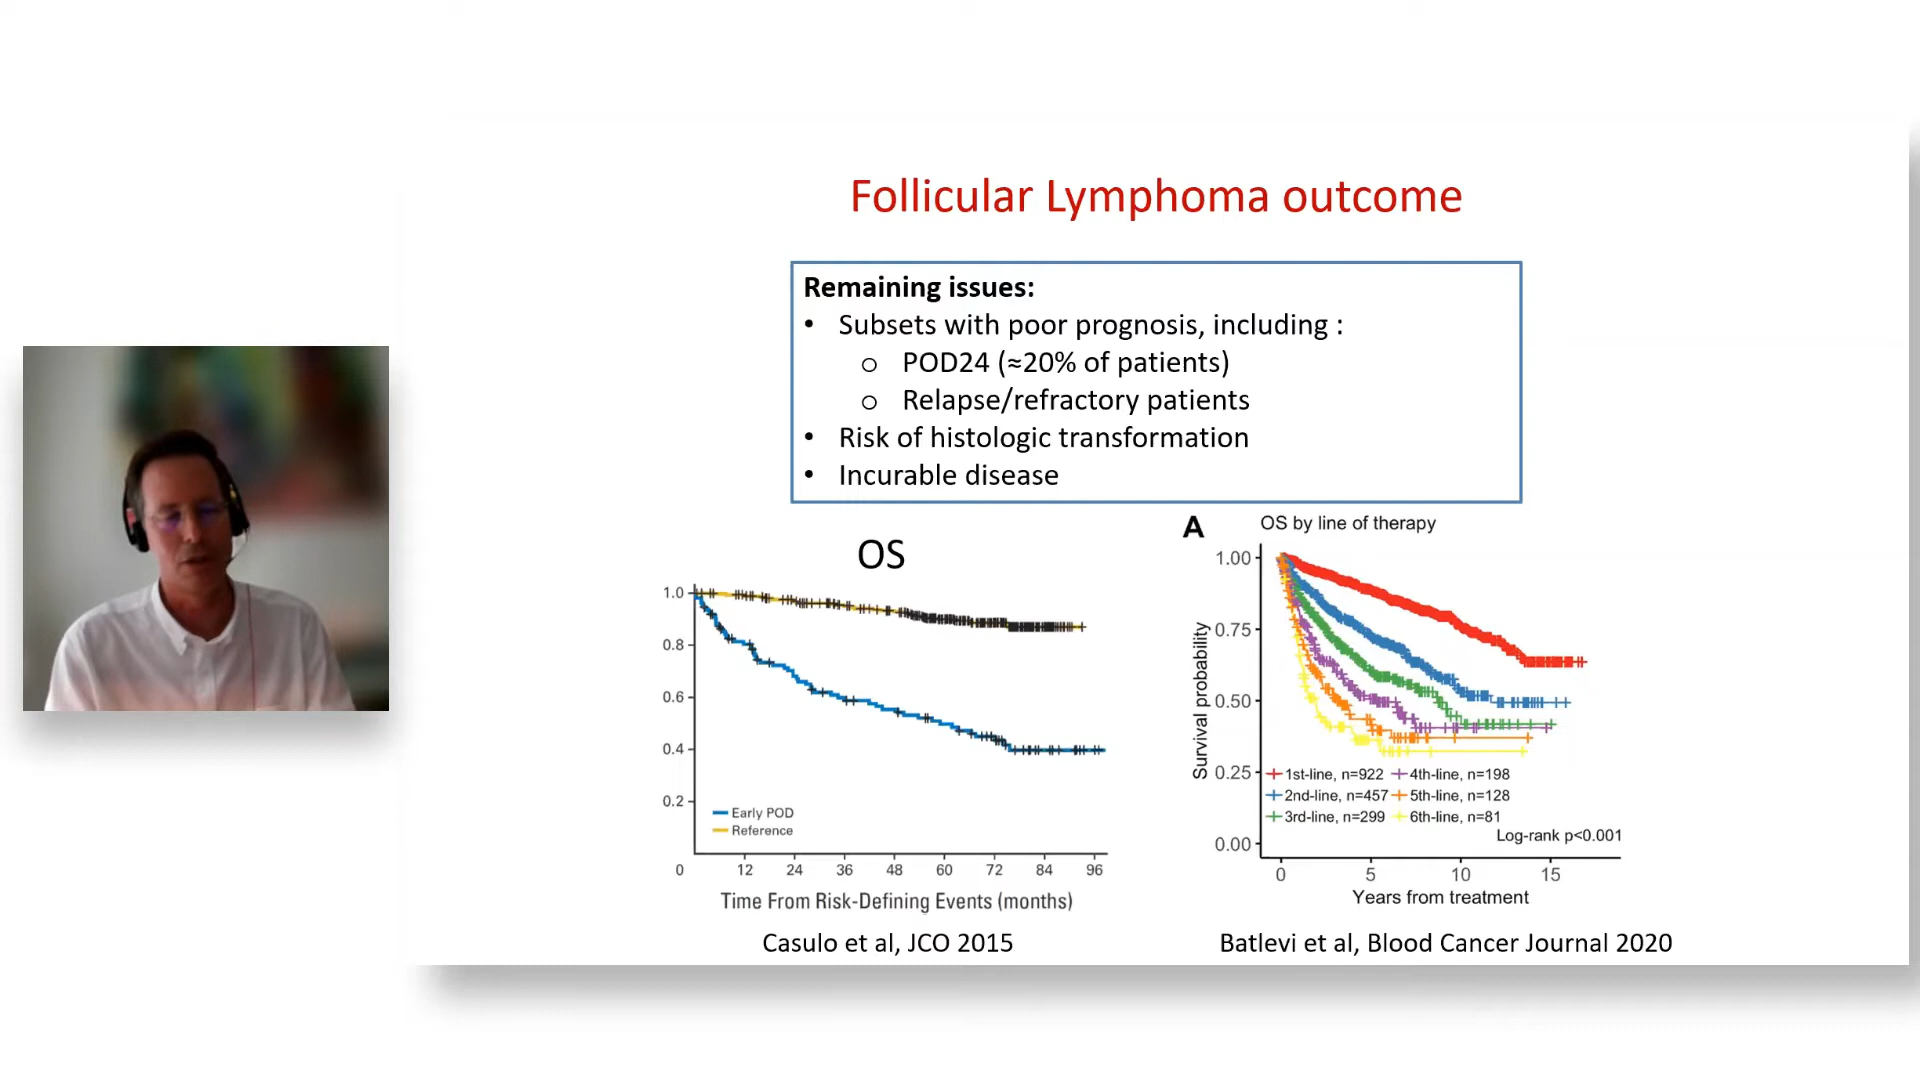 Follicular Lymphoma outcome
Remaining issues:
• Subsets with poor prognosis, including :
o POD24 (≈20% of patients)
o Relapse/refractory patients
• Risk of histologic transformation
• Incurable disease
OS
1.0
0.8
0.6
0.4
0.2
Early POD
Reference
0 12 24 36 48 60 72 84 96
Time From Risk-Defining Events (months)
Casulo et al, JCO 2015
A OS by line of therapy
Survival probability
1.00
0.75
0.50
0.25
0.00
1st-line, n=922 4th-line, n=198
2nd-line, n=457 5th-line, n=128
3rd-line, n=299 6th-line, n=81
Log-rank p<0.001
0 5 10 15
Years from treatment
Batlevi et al, Blood Cancer Journal 2020